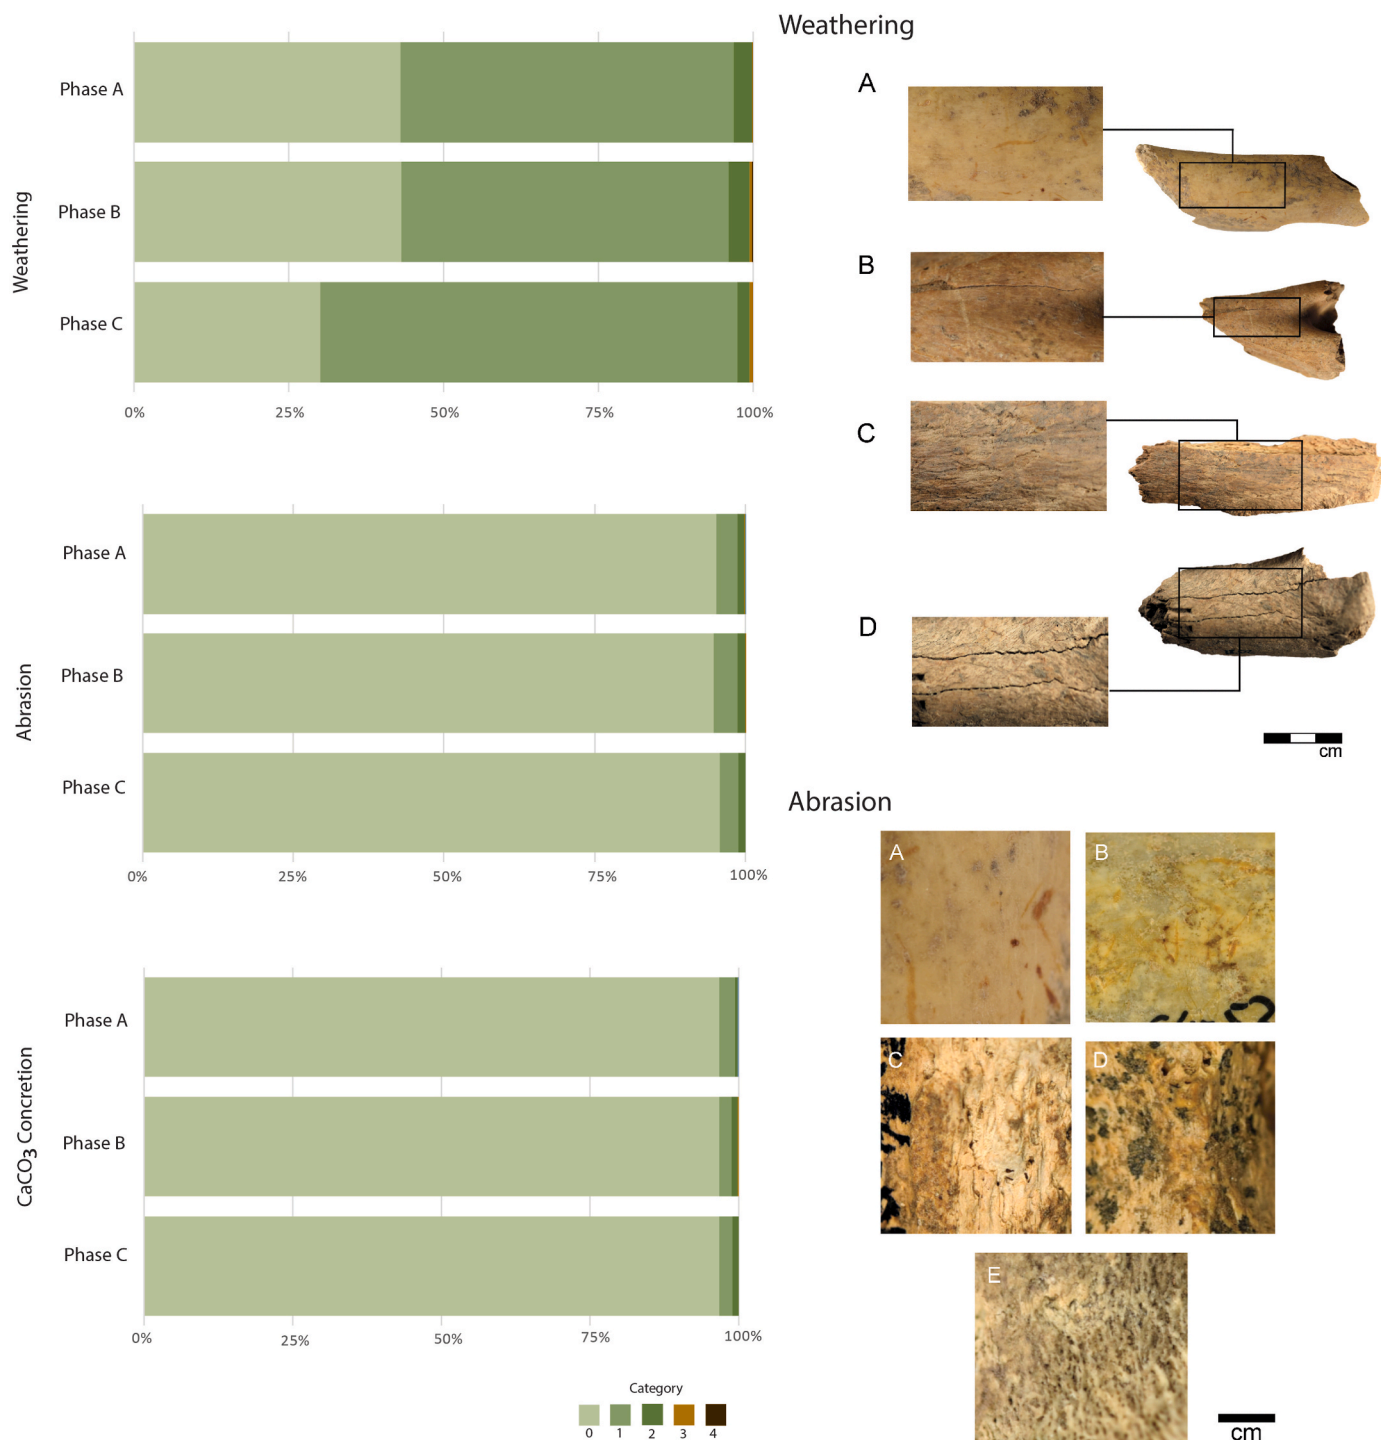 Weathering
Phase A
Phase B
Phase C
0% 25% 50% 75% 100%
Abrasion
Phase A
Phase B
Phase C
0% 25% 50% 75% 100%
CaCO3 Concretion
Phase A
Phase B
Phase C
0% 25% 50% 75% 100%
Category
0 1 2 3 4
Weathering
A
B
C
D
cm
Abrasion
A B
C D
E
cm